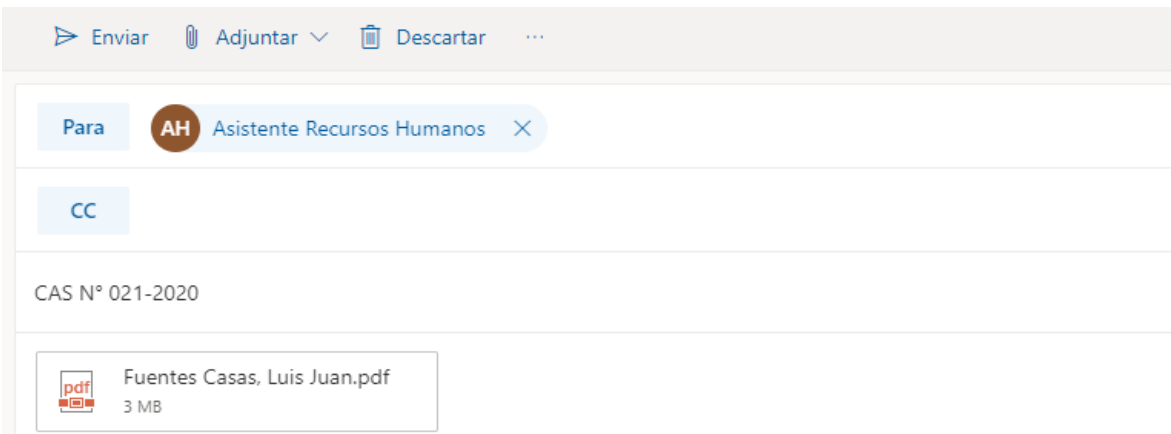 Enviar Adjuntar Descartar ...
Para AH Asistente Recursos Humanos
CC
CAS N° 021-2020
pdf Fuentes Casas, Luis Juan.pdf
3 MB